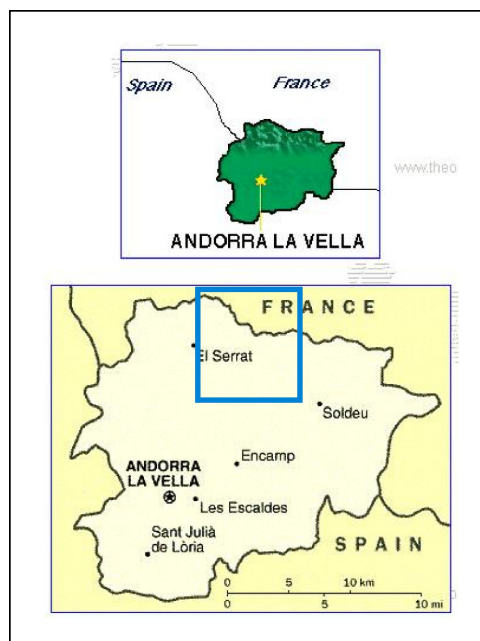 Spain
France
www.theo
ANDORRA LA VELLA
FRANCE
El Serrat
Soldeu
Encamp
ANDORRA
LA VELLA
Les Escaldes
Sant Julià
de Lòria
SPAIN
0 5 10 km
0 5 10 mi